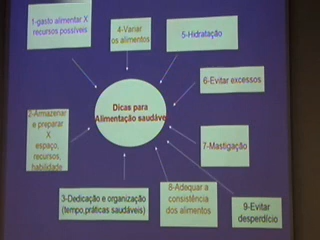 1-gasto alimentar X
recursos possíveis
4-Variar
os alimentos
5-Hidratação
6-Evitar excessos
Dicas para
Alimentação saudáve
2-Armazenar
e preparar
X
espaço,
recursos,
habilidade
7-Mastigação
3-Dedicação e organização
(tempo,práticas saudáveis)
8-Adequar a
consistência
dos alimentos
9-Evitar
desperdício